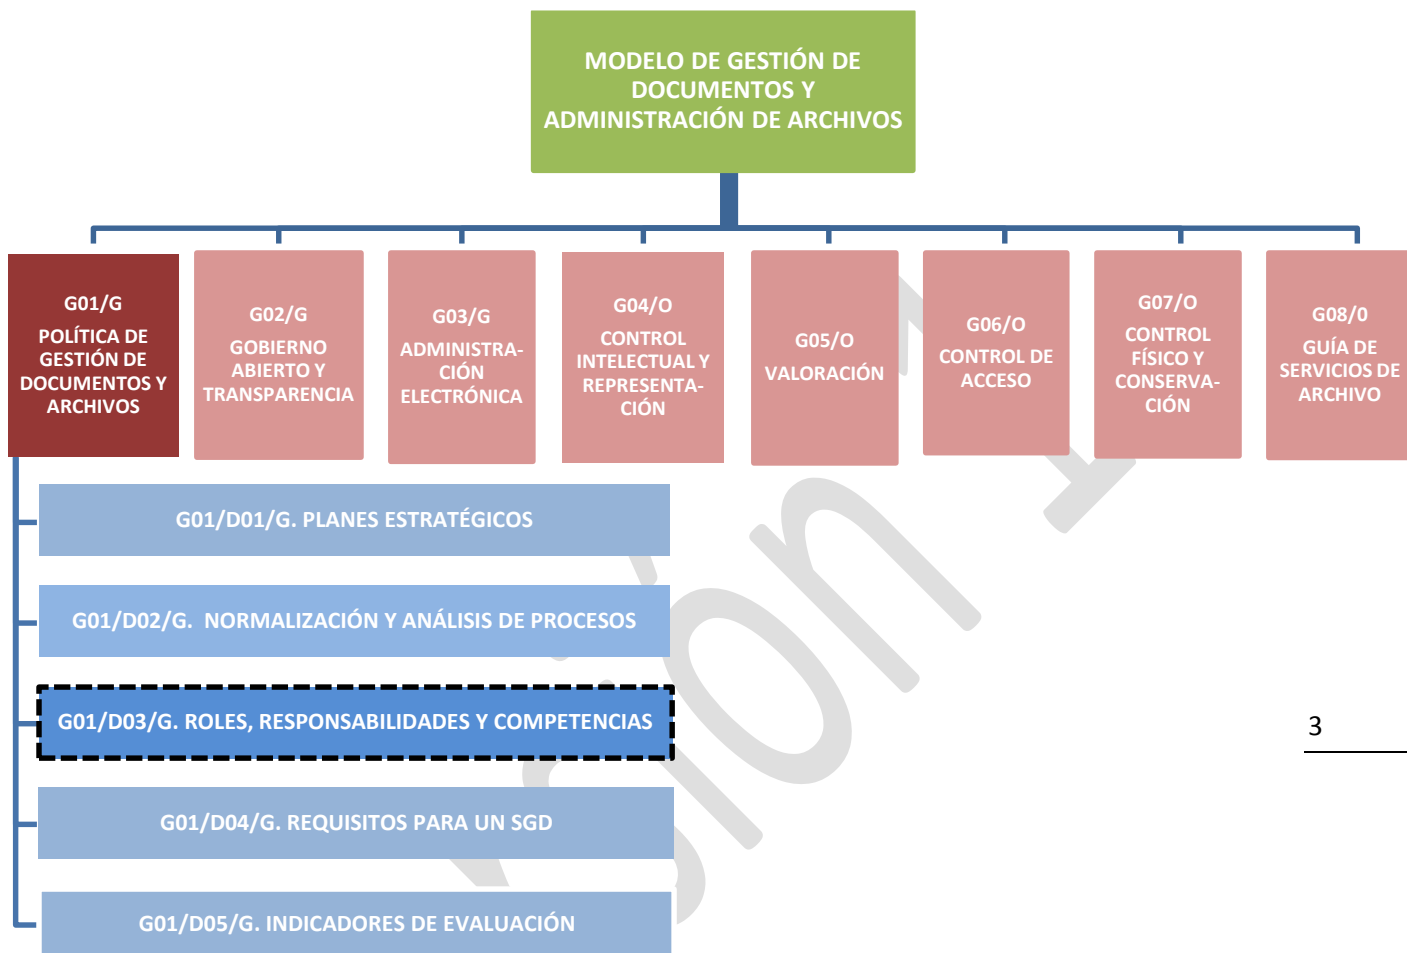 MODELO DE GESTIÓN DE
DOCUMENTOS Y
ADMINISTRACIÓN DE ARCHIVOS
G01/G
POLÍTICA DE
GESTIÓN DE
DOCUMENTOS Y
ARCHIVOS
G02/G
GOBIERNO
ABIERTO Y
TRANSPARENCIA
G03/G
ADMINISTRA-
CIÓN
ELECTRÓNICA
G04/O
CONTROL
INTELECTUAL Y
REPRESENTA-
CIÓN
G05/O
VALORACIÓN
G06/O
CONTROL DE
ACCESO
G07/O
CONTROL
FÍSICO Y
CONSERVA-
CIÓN
G08/0
GUÍA DE
SERVICIOS DE
ARCHIVO
G01/D01/G. PLANES ESTRATÉGICOS
G01/D02/G. NORMALIZACIÓN Y ANÁLISIS DE PROCESOS
G01/D03/G. ROLES, RESPONSABILIDADES Y COMPETENCIAS
3
G01/D04/G. REQUISITOS PARA UN SGD
G01/D05/G. INDICADORES DE EVALUACIÓN